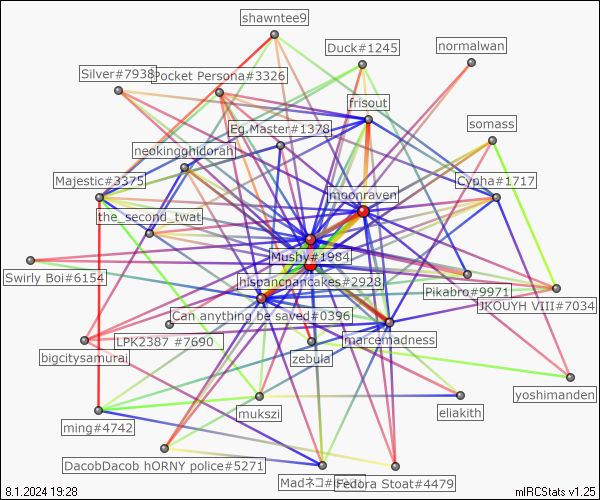 shawntee9
Duck#1245
normalwan
Silver#7938
Pocket Persona#3326
frisout
Eg.Master#1378
somass
neokingghidorah
Majestic#3375
Cypha#1717
moonraven
the_second_twat
Mushy#1984
Swirly Boi#6154
hispancpancakes#2928
Pikabro#9971
JKOUYH VIII#7034
Can anything be saved#0396
LPK2387 #7690
marcemadness
bigcitysamurai
zebula
yoshimanden
mukszi
eliakith
ming#4742
DacobDacob hORNY police#5271
Madネコ#
Fedora Stoat#4479
8.1.2024 19:28
mIRCStats v1.25